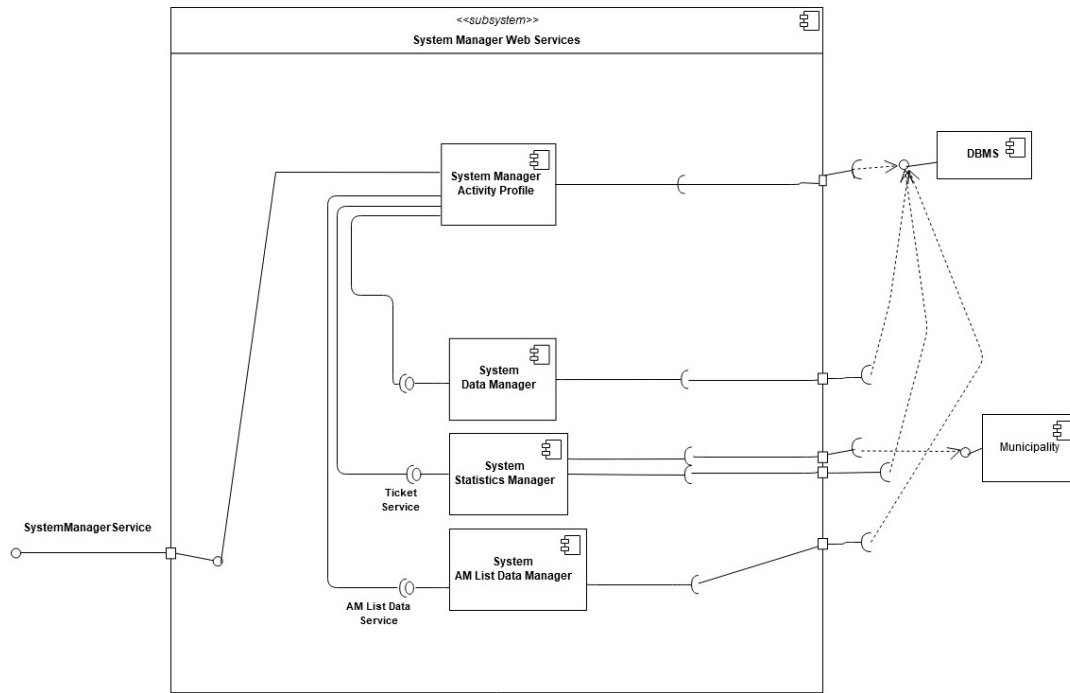 <<subsystem>>
System Manager Web Services
System Manager
Activity Profile
DBMS
System
Data Manager
Municipality
System
Statistics Manager
Ticket
Service
SystemManagerService
System
AM List Data Manager
AM List Data
Service